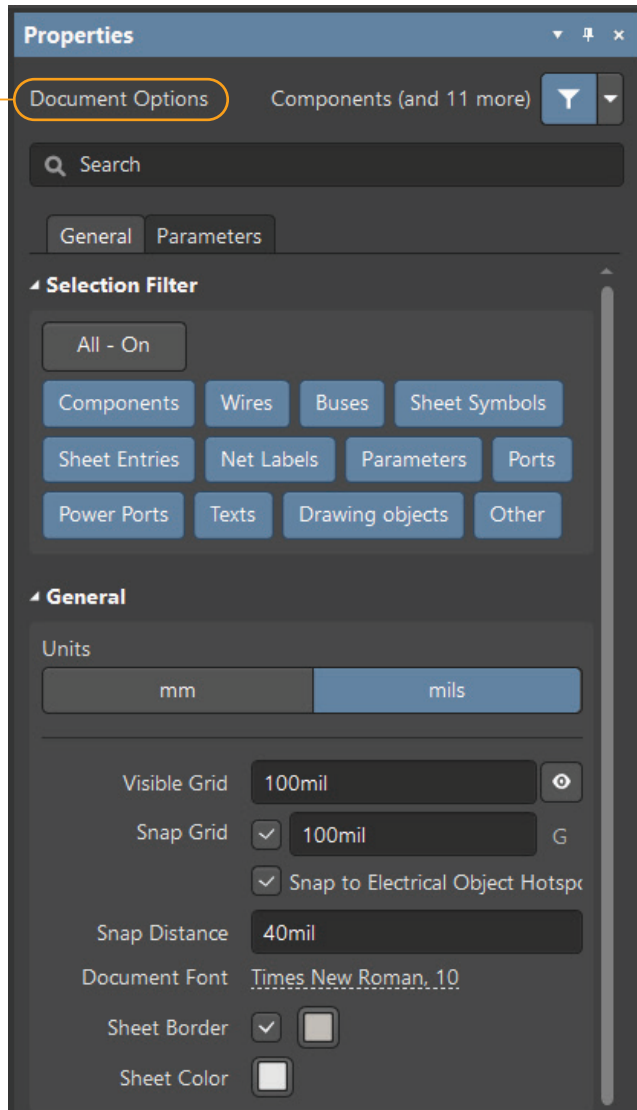 Properties
Document Options Components (and 11 more)
Search
General Parameters
Selection Filter
All - On
Components Wires Buses Sheet Symbols
Sheet Entries Net Labels Parameters Ports
Power Ports Texts Drawing objects Other
General
Units
mm mils
Visible Grid 100mil
Snap Grid 100mil G
Snap to Electrical Object Hotspo
Snap Distance 40mil
Document Font Times New Roman, 10
Sheet Border
Sheet Color